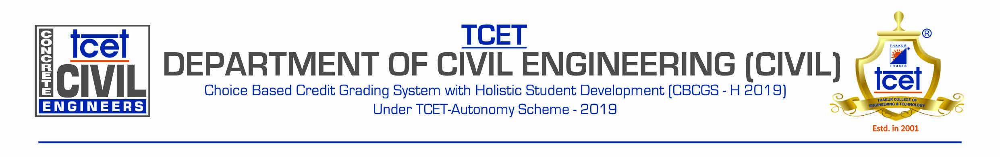 CONCRETE
tcet
CIVIL
ENGINEERS
TCET
DEPARTMENT OF CIVIL ENGINEERING (CIVIL)
Choice Based Credit Grading System with Holistic Student Development (CBCGS - H 2019)
Under TCET-Autonomy Scheme - 2019
®
THAKUR
®
TRUSTS
tcet
THAKUR COLLEGE OF
ENGINEERING & TECHNOLOGY
Estd. in 2001